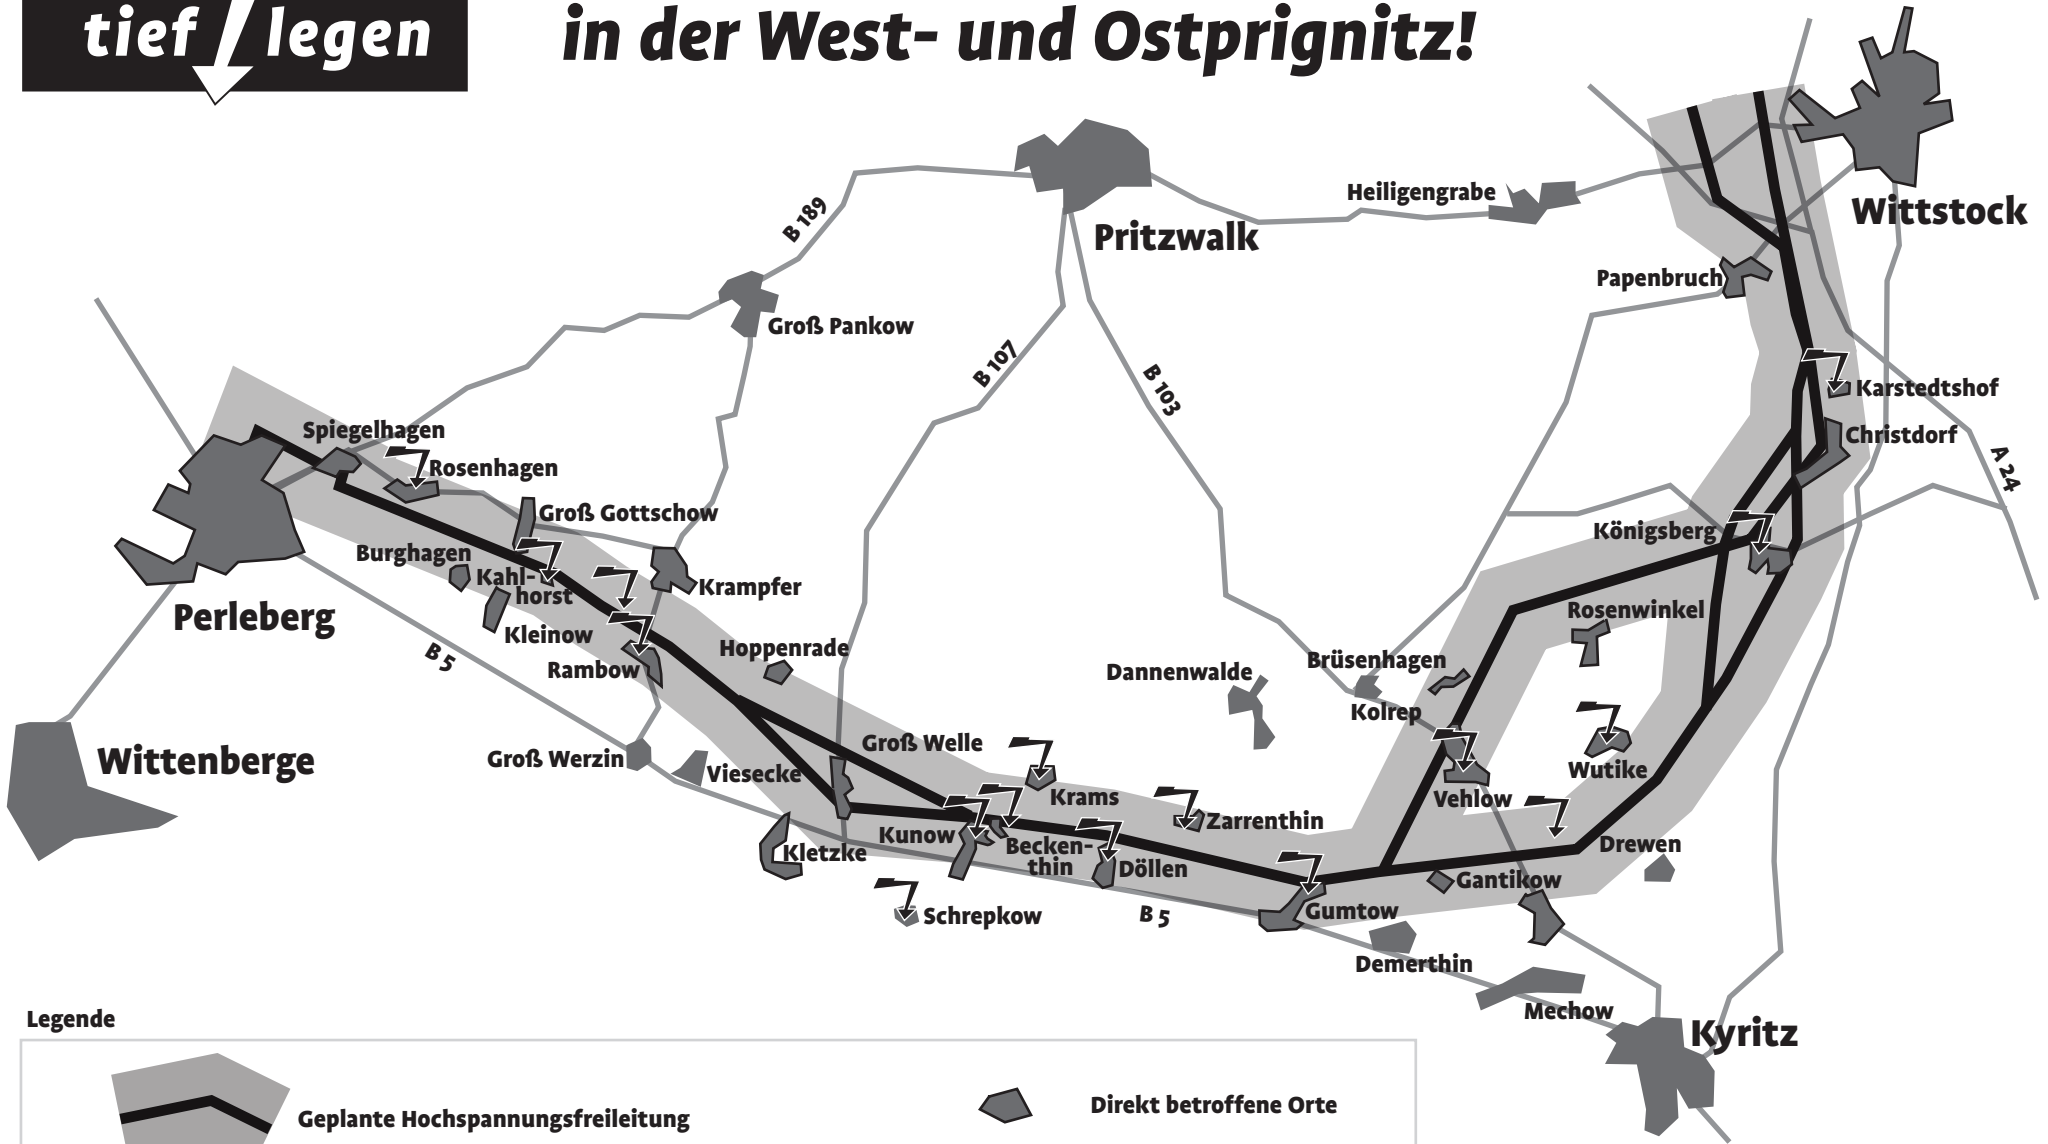 tief legen
in der West- und Ostprignitz!
B 189
Heiligengrabe
Wittstock
Pritzwalk
Papenbruch
Groß Pankow
B 107
B 103
Karstedtshof
Spiegelhagen
Christdorf
Rosenhagen
A 24
Groß Gottschow
Königsberg
Burghagen
Kahl-
horst
Krampfer
Rosenwinkel
Perleberg
Kleinow
B 5
Rambow
Hoppenrade
Dannenwalde
Brüsenhagen
Kolrep
Groß Welle
Wittenberge
Groß Werzin
Viesecke
Wutike
Krams
Vehlow
Zarrenthin
Kunow
Becken-
thin
Drewen
Kletzke
Döllen
Gantikow
Schrepkow
B 5
Gumtow
Demerthin
Mechow
Kyritz
Legende
Geplante Hochspannungsfreileitung
Direkt betroffene Orte